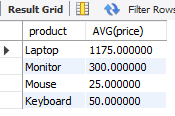 Result Grid Filter Rows
product AVG(price)
Laptop 1175.000000
Monitor 300.000000
Mouse 25.000000
Keyboard 50.000000